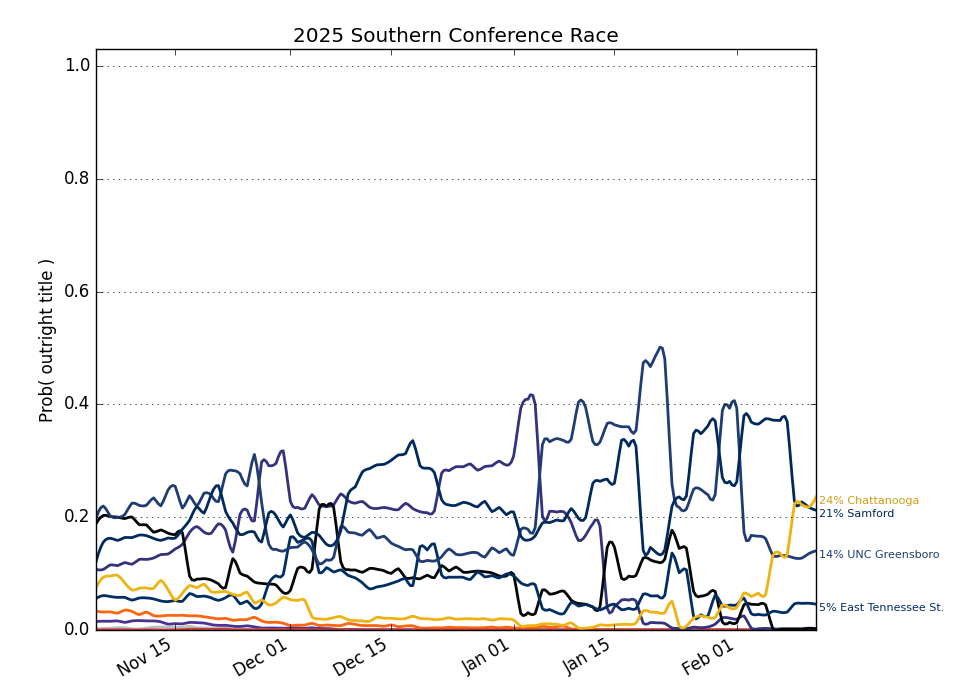 2025 Southern Conference Race
Prob( outright title )
1.0
0.8
0.6
0.4
0.2
0.0
24% Chattanooga
21% Samford
14% UNC Greensboro
5% East Tennessee St.
Nov 15
Dec 01
Dec 15
Jan 01
Jan 15
Feb 01